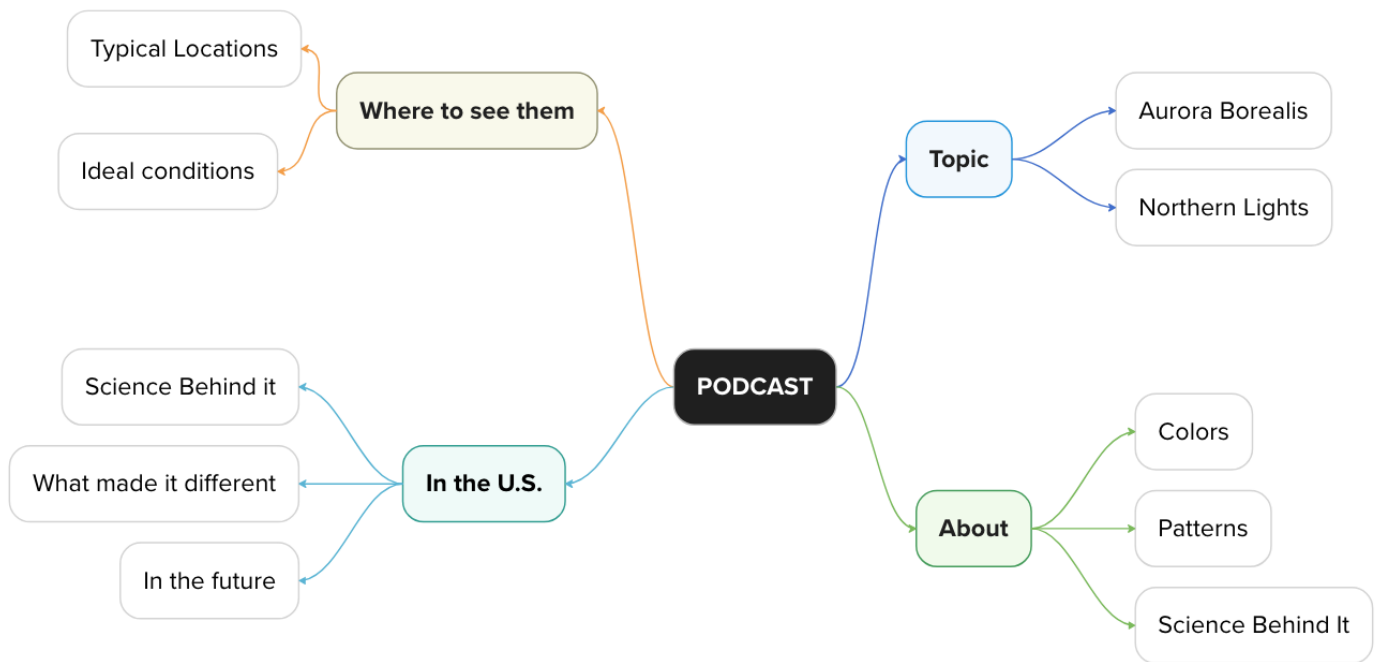 Typical Locations
Where to see them
Ideal conditions
Topic
Aurora Borealis
Northern Lights
PODCAST
Science Behind it
What made it different
In the future
In the U.S.
About
Colors
Patterns
Science Behind It